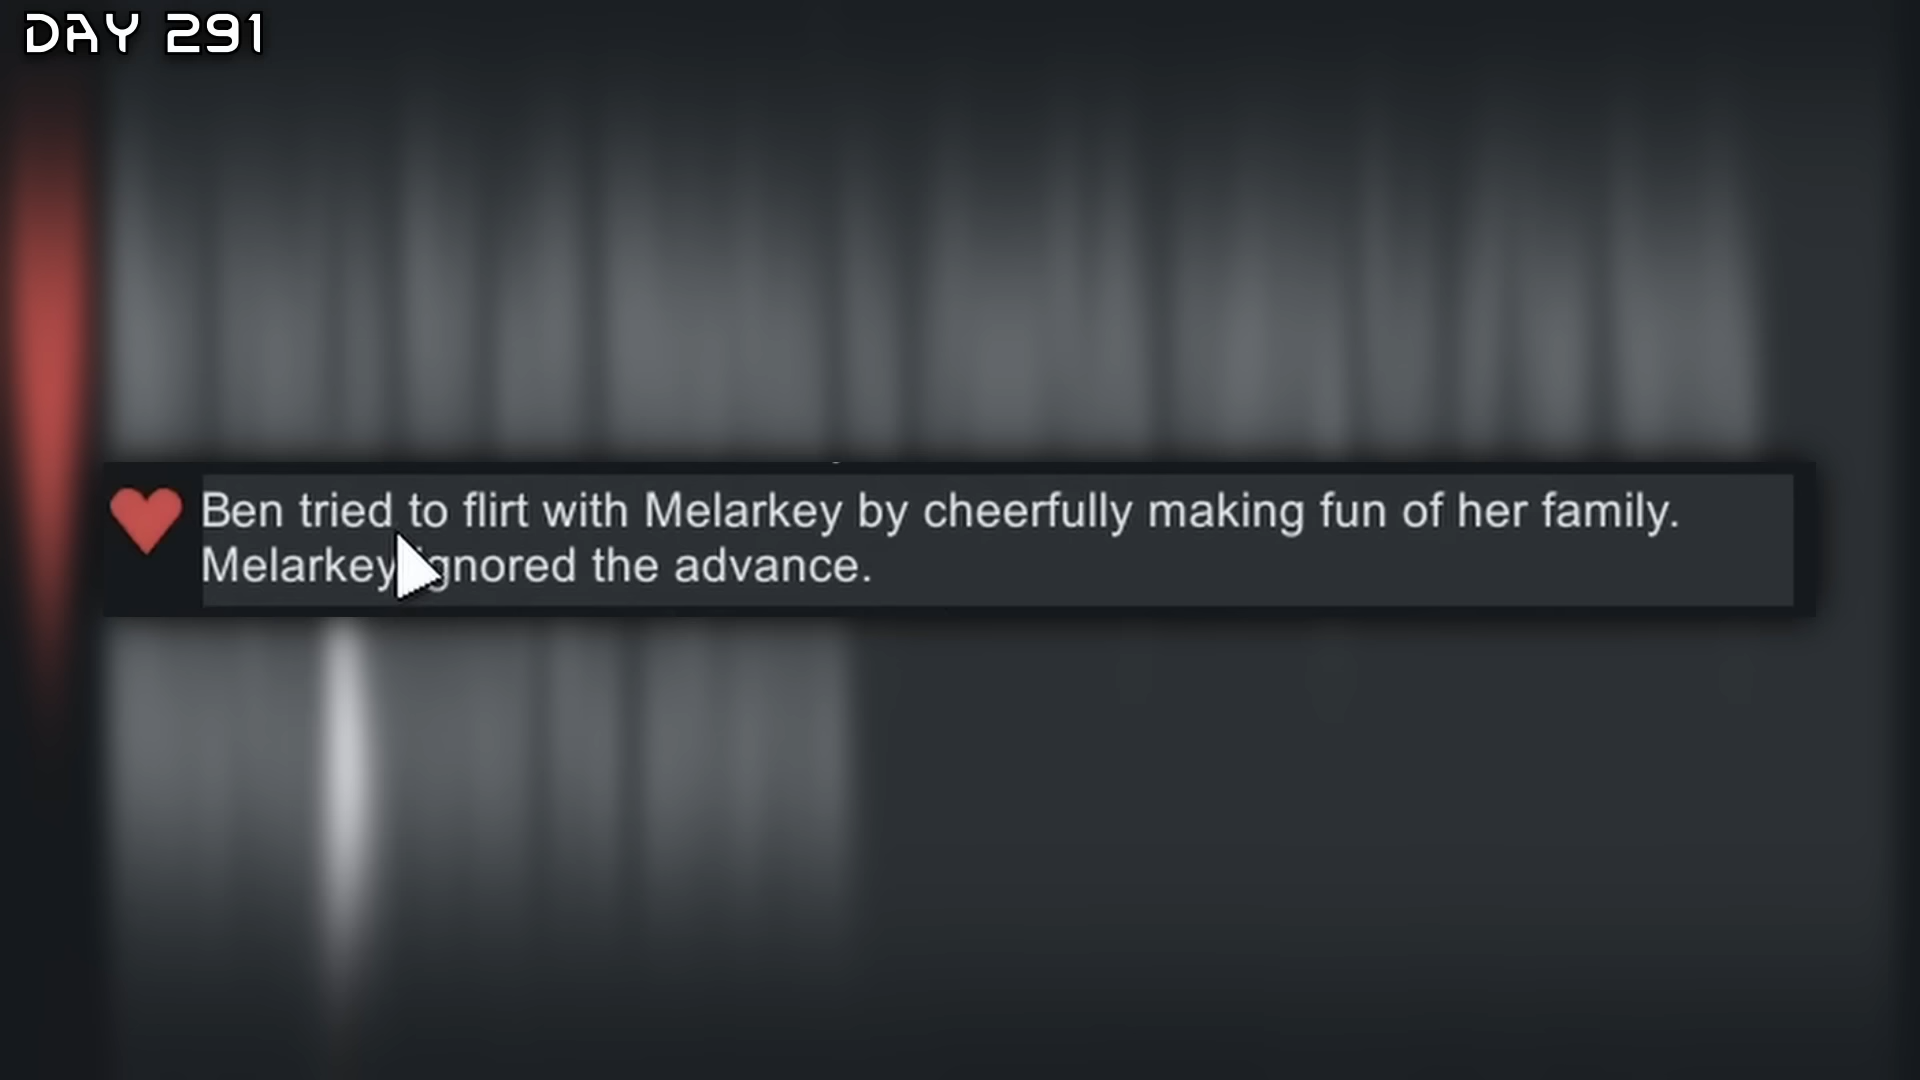 DAY 291
Ben tried to flirt with Melarkey by cheerfully making fun of her family.
Melarkey ignored the advance.